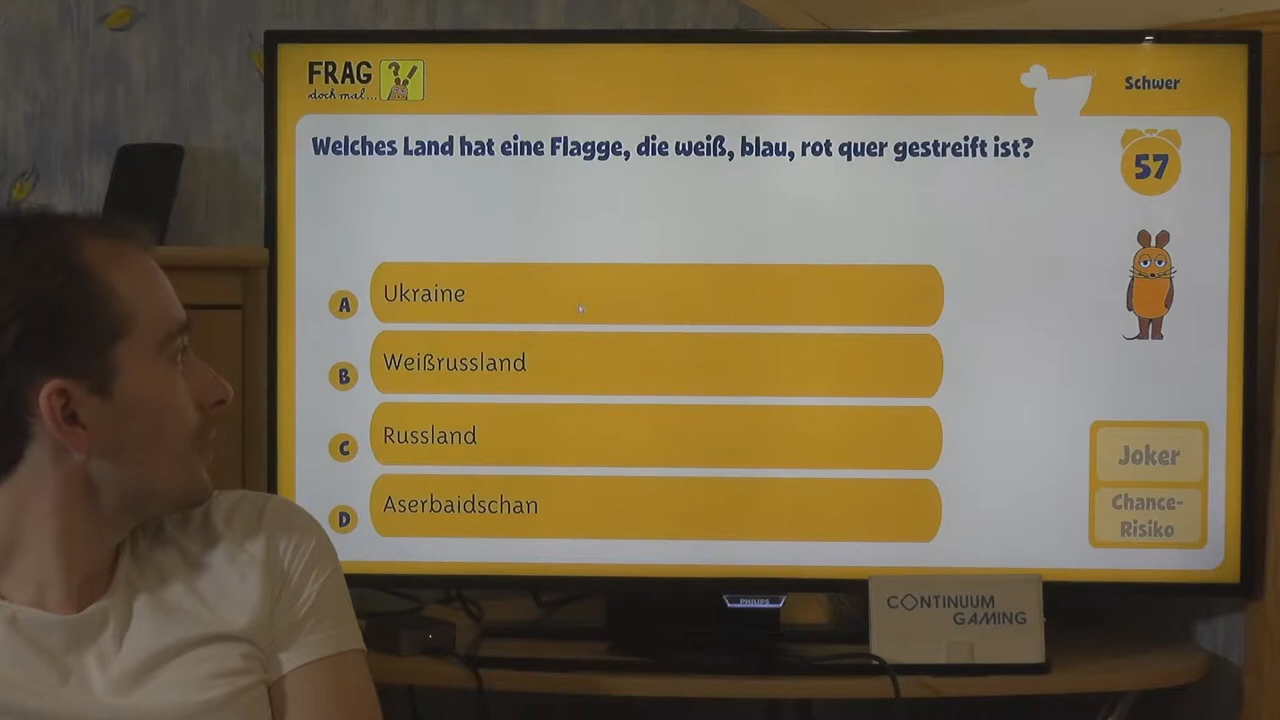 FRAG
doch mal...
?!
Schwer
Welches Land hat eine Flagge, die weiß, blau, rot quer gestreift ist?
57
A Ukraine
B Weißrussland
C Russland
D Aserbaidschan
Joker
Chance-
Risiko
PHILIPS
CONTINUUM
GAMING